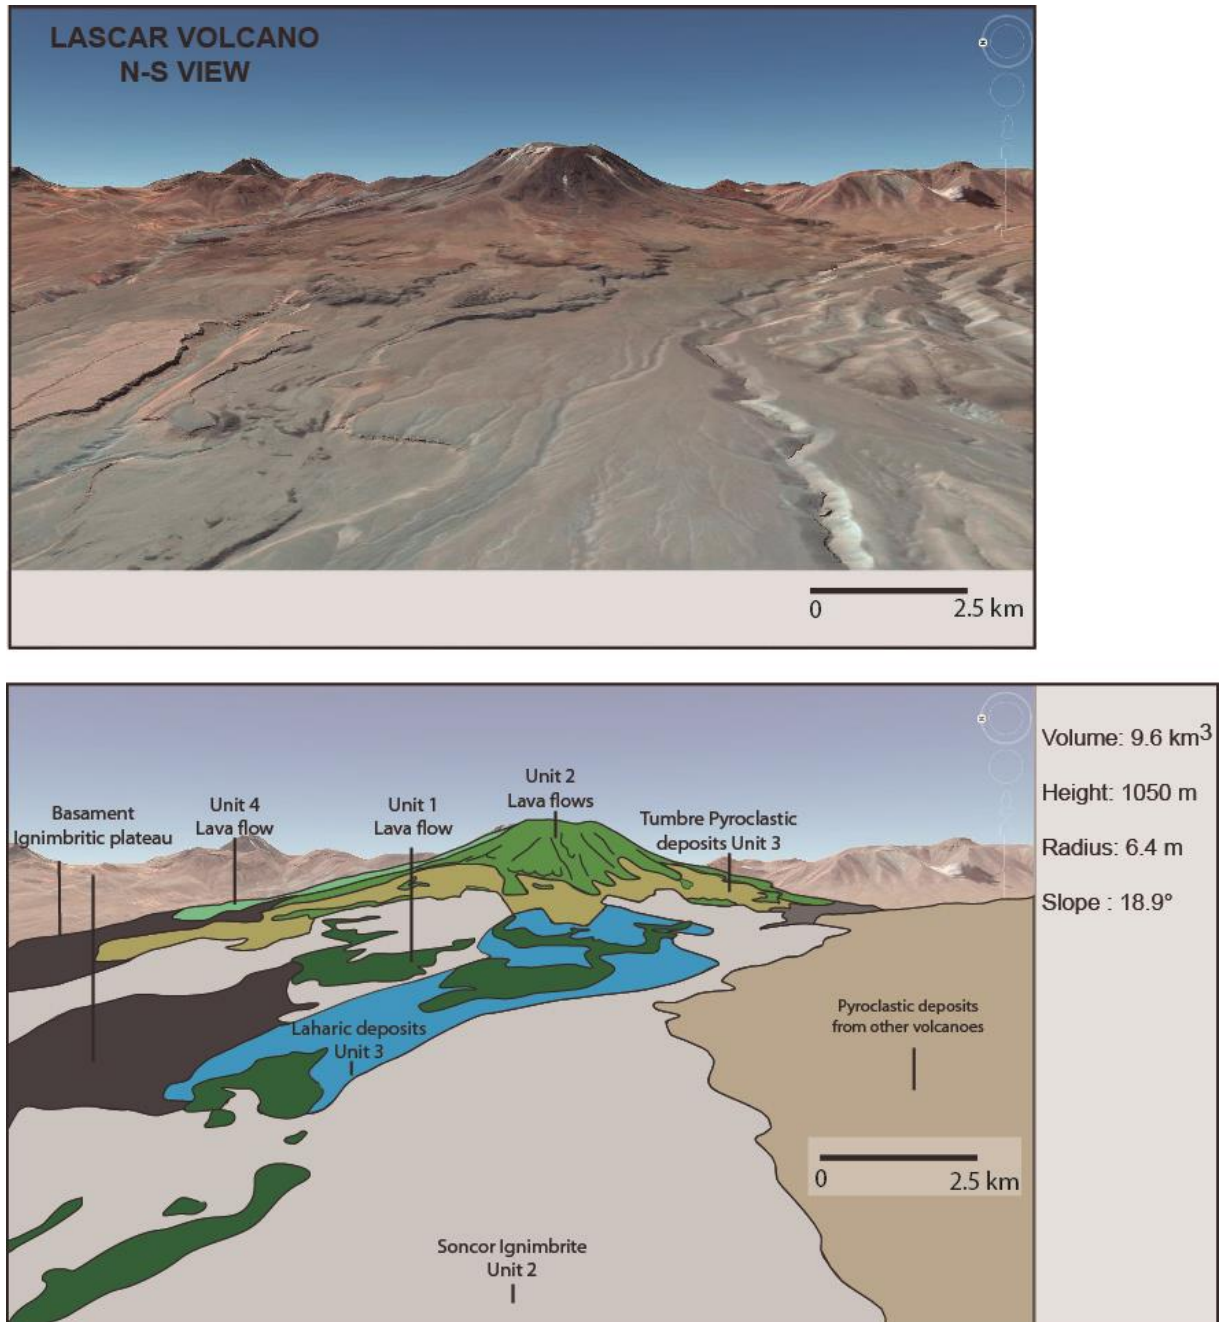 LASCAR VOLCANO
N-S VIEW
0 2.5 km
Volume: 9.6 km³
Height: 1050 m
Radius: 6.4 m
Slope : 18.9°
Basament
Ignimbritic plateau
Unit 4
Lava flow
Unit 1
Lava flow
Unit 2
Lava flows
Tumbre Pyroclastic
deposits Unit 3
Laharic deposits
Unit 3
Pyroclastic deposits
from other volcanoes
0 2.5 km
Soncor Ignimbrite
Unit 2